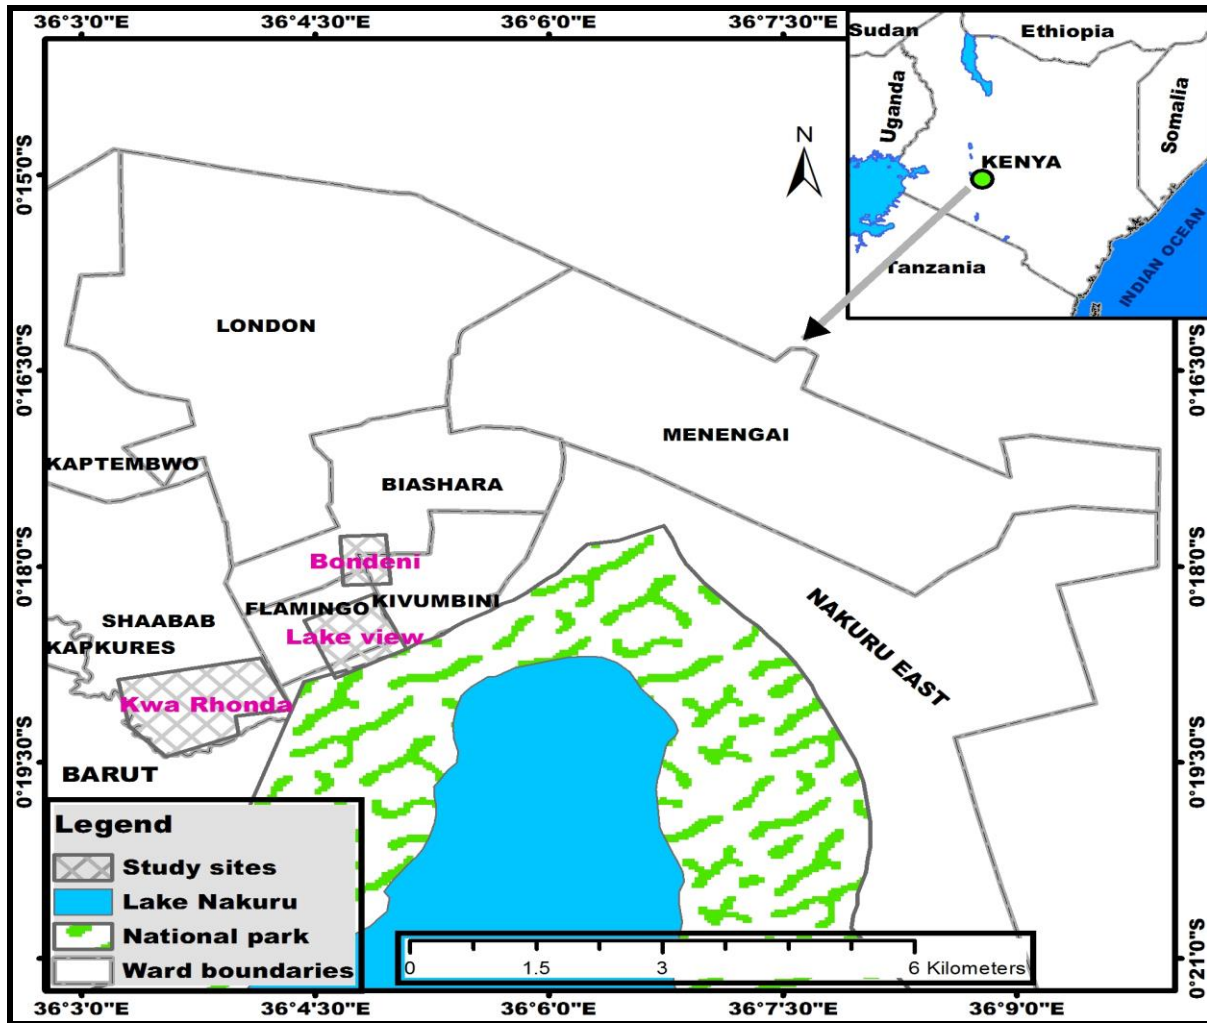 36°3'0"E
36°4'30"E
36°6'0"E
36°7'30"E
Sudan
Ethiopia
Uganda
Somalia
KENYA
Tanzania
INDIAN OCEAN
N
0°15'0"S
0°16'30"S
0°16'30"S
0°18'0"S
0°18'0"S
0°19'30"S
0°19'30"S
0°21'0"S
LONDON
MENENGAI
KAPTEMBWO
BIASHARA
Bondeni
FLAMINGO
KIVUMBINI
SHAABAB
Lake view
KAPKURES
NAKURU EAST
Kwa Rhonda
BARUT
Legend
Study sites
Lake Nakuru
National park
Ward boundaries
0 1.5 3 6 Kilometers
36°3'0"E
36°4'30"E
36°6'0"E
36°7'30"E
36°9'0"E